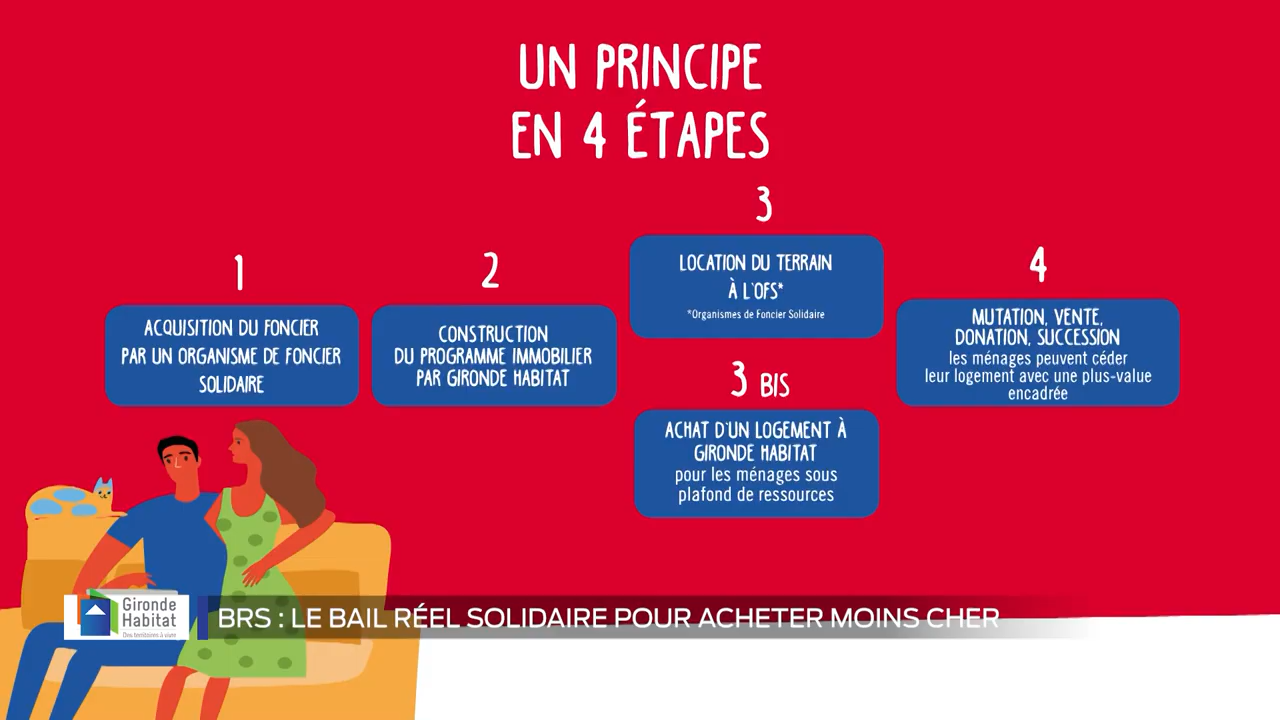 UN PRINCIPE
EN 4 ÉTAPES
1
ACQUISITION DU FONCIER
PAR UN ORGANISME DE FONCIER
SOLIDAIRE
2
CONSTRUCTION
DU PROGRAMME IMMOBILIER
PAR GIRONDE HABITAT
3
LOCATION DU TERRAIN
À L'OFS*
*Organismes de Foncier Solidaire
3 BIS
ACHAT D'UN LOGEMENT À
GIRONDE HABITAT
pour les ménages sous
plafond de ressources
4
MUTATION, VENTE,
DONATION, SUCCESSION
les ménages peuvent céder
leur logement avec une plus-value
encadrée
Gironde
Habitat
Des territoires à vivre
BRS : LE BAIL RÉEL SOLIDAIRE POUR ACHETER MOINS CHER